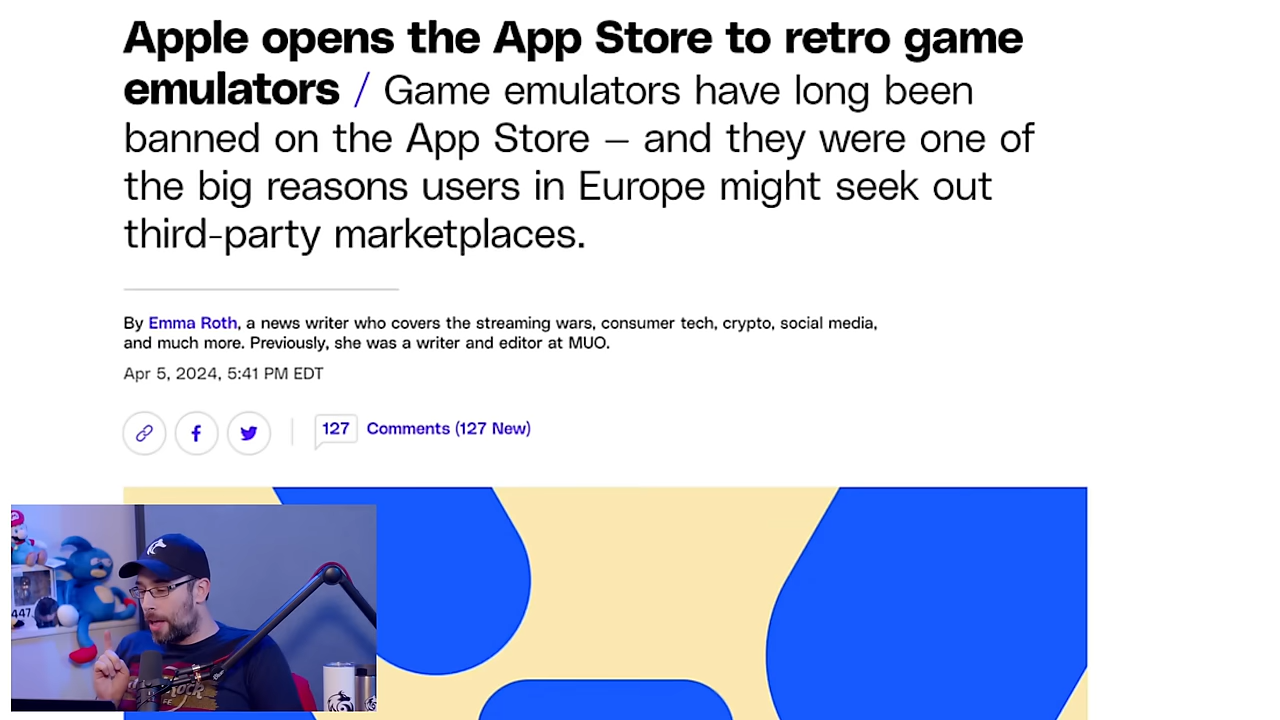 Apple opens the App Store to retro game
emulators / Game emulators have long been
banned on the App Store — and they were one of
the big reasons users in Europe might seek out
third-party marketplaces.
By Emma Roth, a news writer who covers the streaming wars, consumer tech, crypto, social media,
and much more. Previously, she was a writer and editor at MUO.
Apr 5, 2024, 5:41 PM EDT
127 Comments (127 New)
447